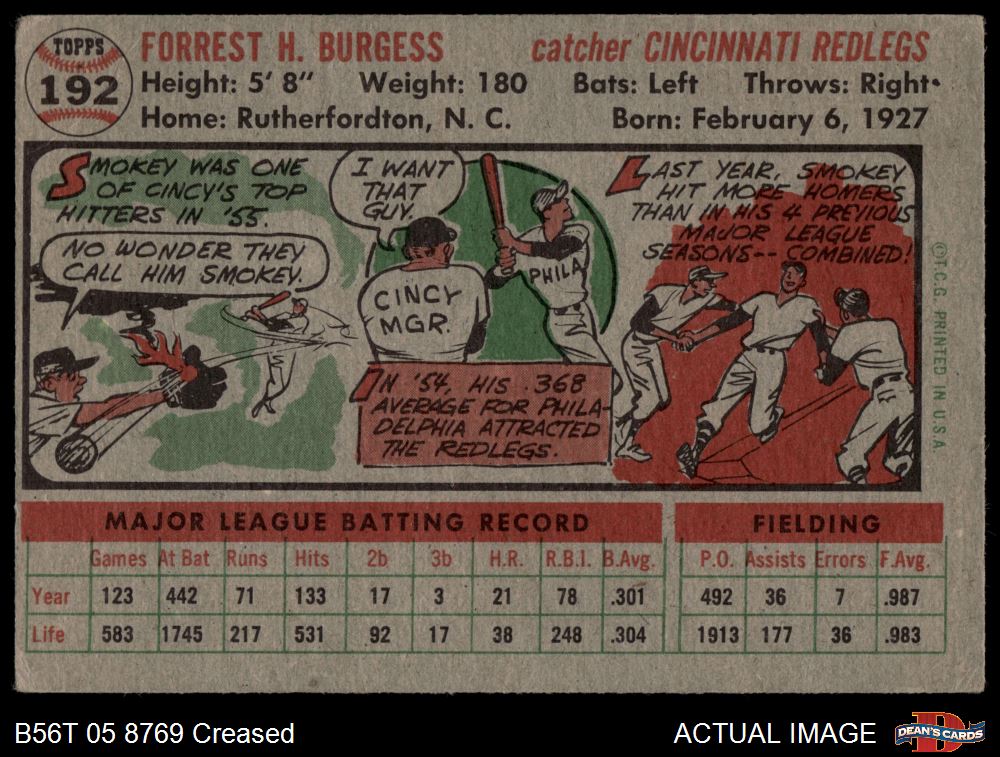 TOPPS
192
FORREST H. BURGESS catcher CINCINNATI REDLEGS
Height: 5' 8" Weight: 180 Bats: Left Throws: Right
Home: Rutherfordton, N. C. Born: February 6, 1927
SMOKEY WAS ONE
OF CINCY'S TOP
HITTERS IN '55.
NO WONDER THEY
CALL HIM SMOKEY.
I WANT
THAT
GUY.
CINCY
MGR.
PHILA
IN '54, HIS .368
AVERAGE FOR PHILA-
DELPHIA ATTRACTED
THE REDLEGS.
LAST YEAR, SMOKEY
HIT MORE HOMERS
THAN IN HIS 4 PREVIOUS
MAJOR LEAGUE
SEASONS-- COMBINED!
©T.C.G. PRINTED IN U.S.A.
MAJOR LEAGUE BATTING RECORD FIELDING
Games At Bat Runs Hits 2b 3b H.R. R.B.I. B.Avg. P.O. Assists Errors F.Avg.
Year 123 442 71 133 17 3 21 78 .301 492 36 7 .987
Life 583 1745 217 531 92 17 38 248 .304 1913 177 36 .983
B56T 05 8769 Creased ACTUAL IMAGE
D
DEAN'S CARDS